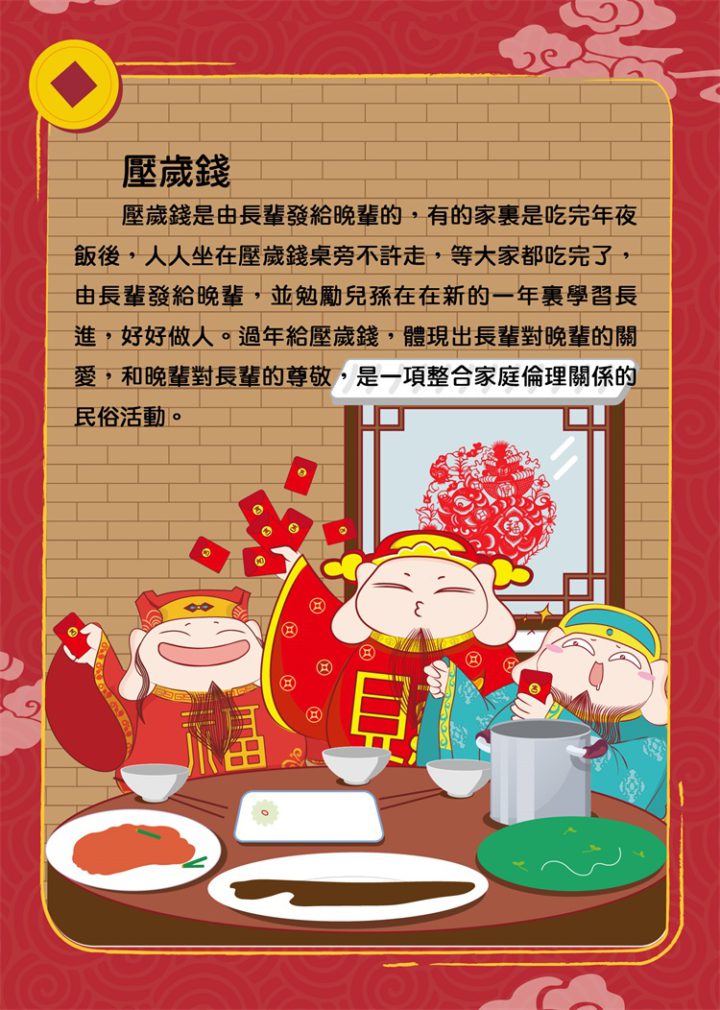 壓歲錢
壓歲錢是由長輩發給晚輩的，有的家裏是吃完年夜
飯後，人人坐在壓歲錢桌旁不許走，等大家都吃完了，
由長輩發給晚輩，並勉勵兒孫在在新的一年裏學習長
進，好好做人。過年給壓歲錢，體現出長輩對晚輩的關
愛，和晚輩對長輩的尊敬，是一項整合家庭倫理關係的
民俗活動。
福